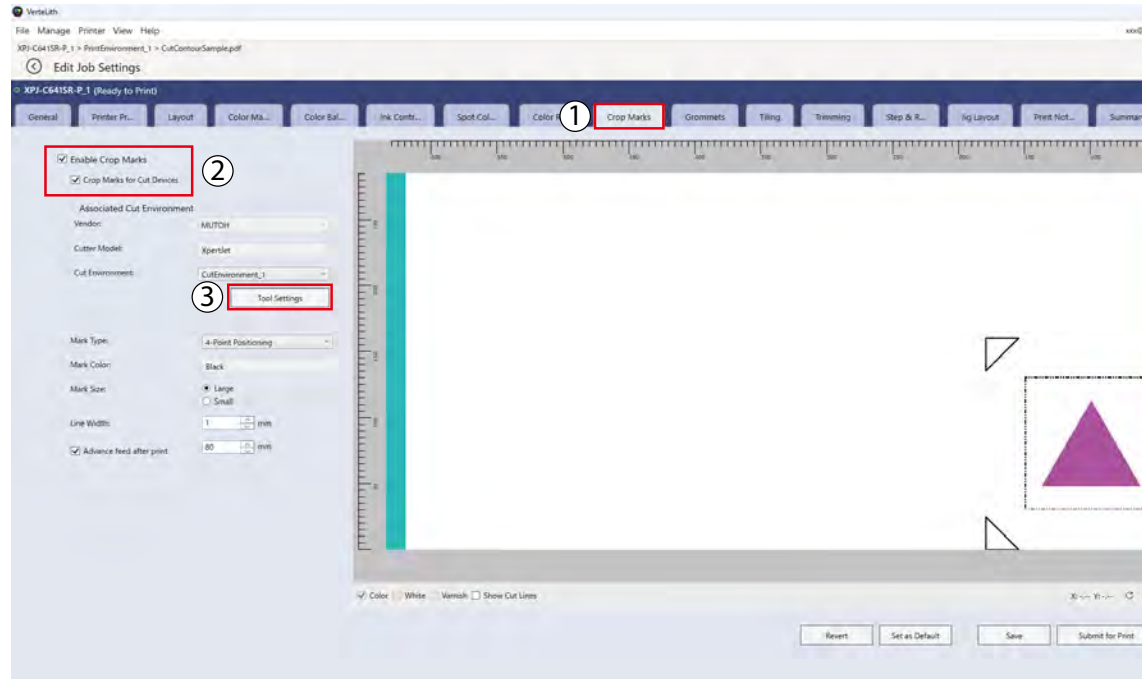 VerteLith
File Manage Printer View Help
XPJ-C641SR-P_1 > PrintEnvironment_1 > CutContourSample.pdf
Edit Job Settings
XPJ-C641SR-P_1 (Ready to Print)
General Printer Pr... Layout Color Ma... Color Bal... Ink Contr... Spot Col... Color R 1 Crop Marks Grommets Tiling Trimming Step & R... Jig Layout Print Not... Summar
Enable Crop Marks 2
Crop Marks for Cut Devices
Associated Cut Environment
Vendor: MUTOH
Cutter Model: XpertJet
Cut Environment: CutEnvironment_1
3 Tool Settings
Mark Type: 4-Point Positioning
Mark Color: Black
Mark Size: Large
Small
Line Width: 1 mm
Advance feed after print 80 mm
Color White Varnish Show Cut Lines X: -.-- Y: -.--
Revert Set as Default Save Submit for Print